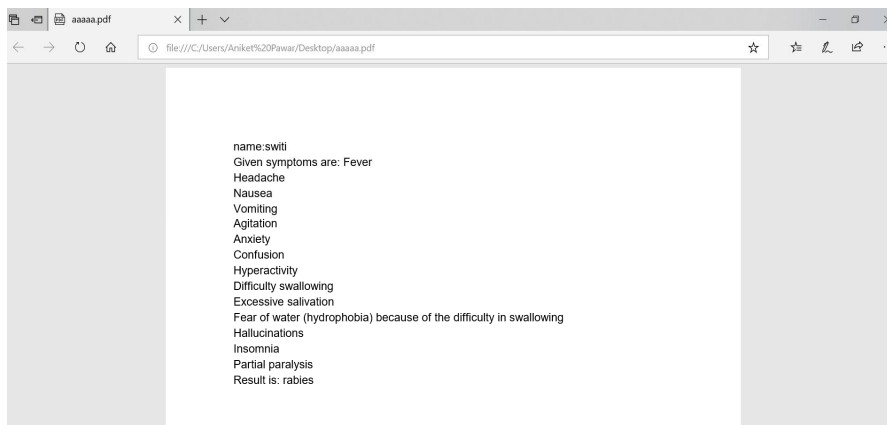 aaaaa.pdf
file:///C:/Users/Aniket%20Pawar/Desktop/aaaaa.pdf
name:switi
Given symptoms are: Fever
Headache
Nausea
Vomiting
Agitation
Anxiety
Confusion
Hyperactivity
Difficulty swallowing
Excessive salivation
Fear of water (hydrophobia) because of the difficulty in swallowing
Hallucinations
Insomnia
Partial paralysis
Result is: rabies